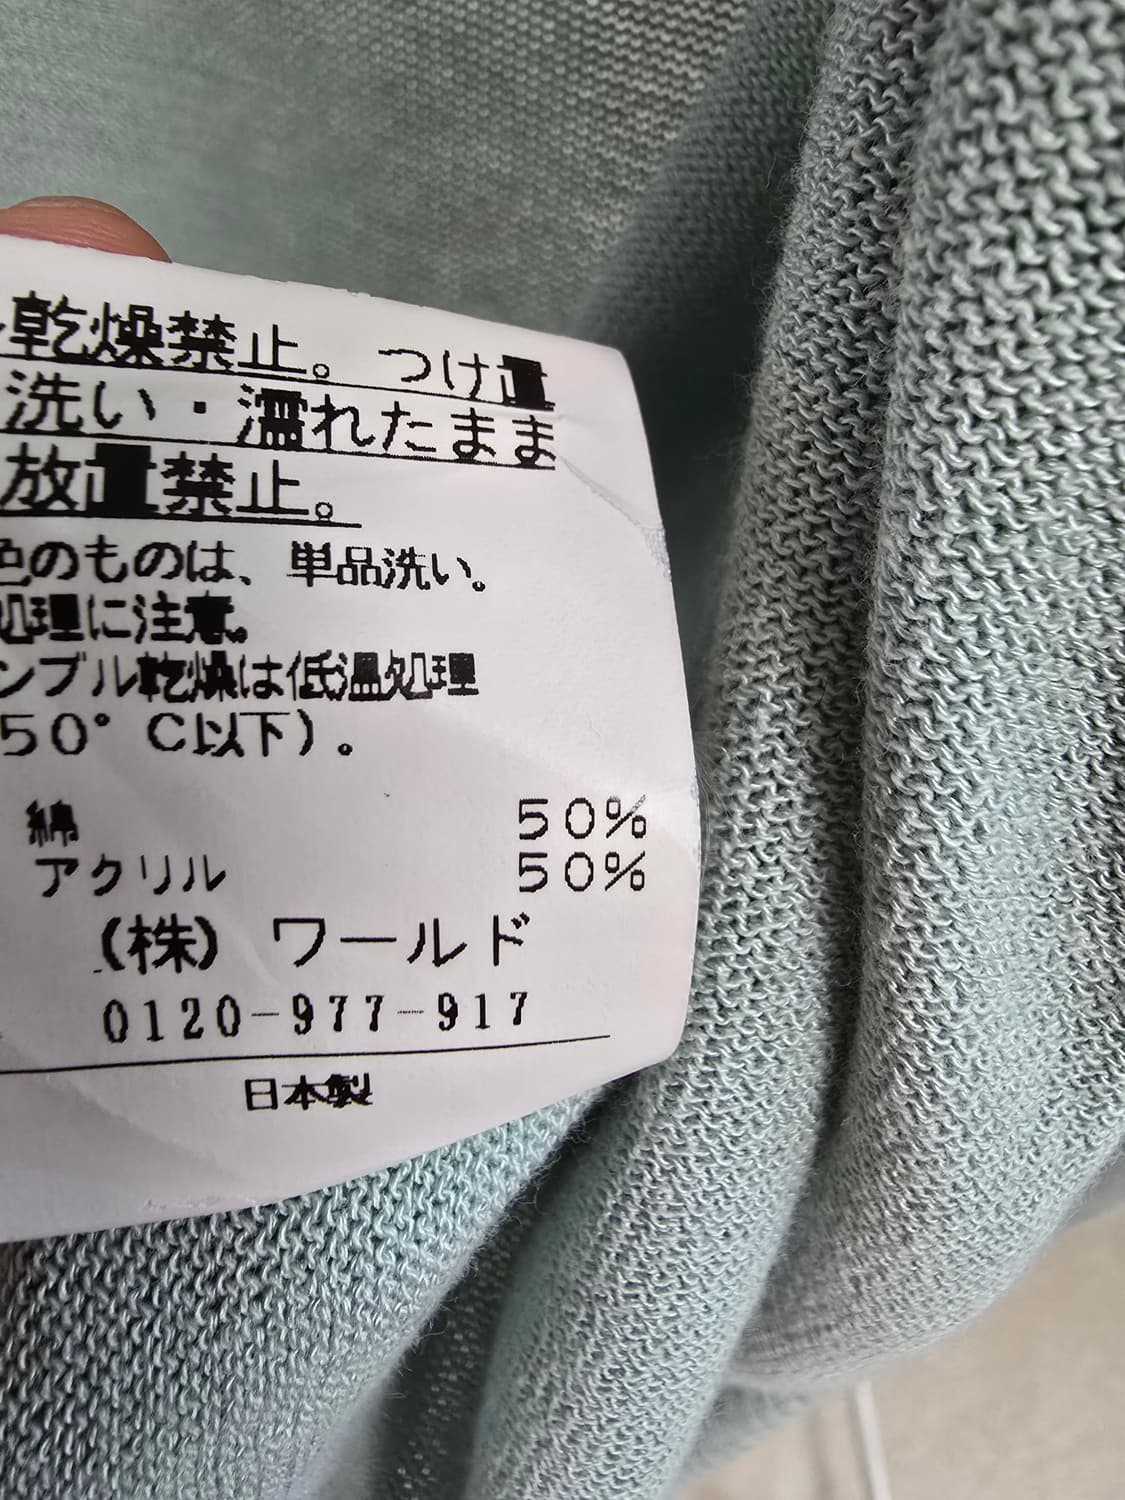 乾燥禁止。つけ置
洗い・濡れたまま
放置禁止。
色のものは、単品洗い。
処理に注意。
ンブル乾燥は低温処理
50°C以下)。
綿 50%
アクリル 50%
(株) ワールド
0120-977-917
日本製